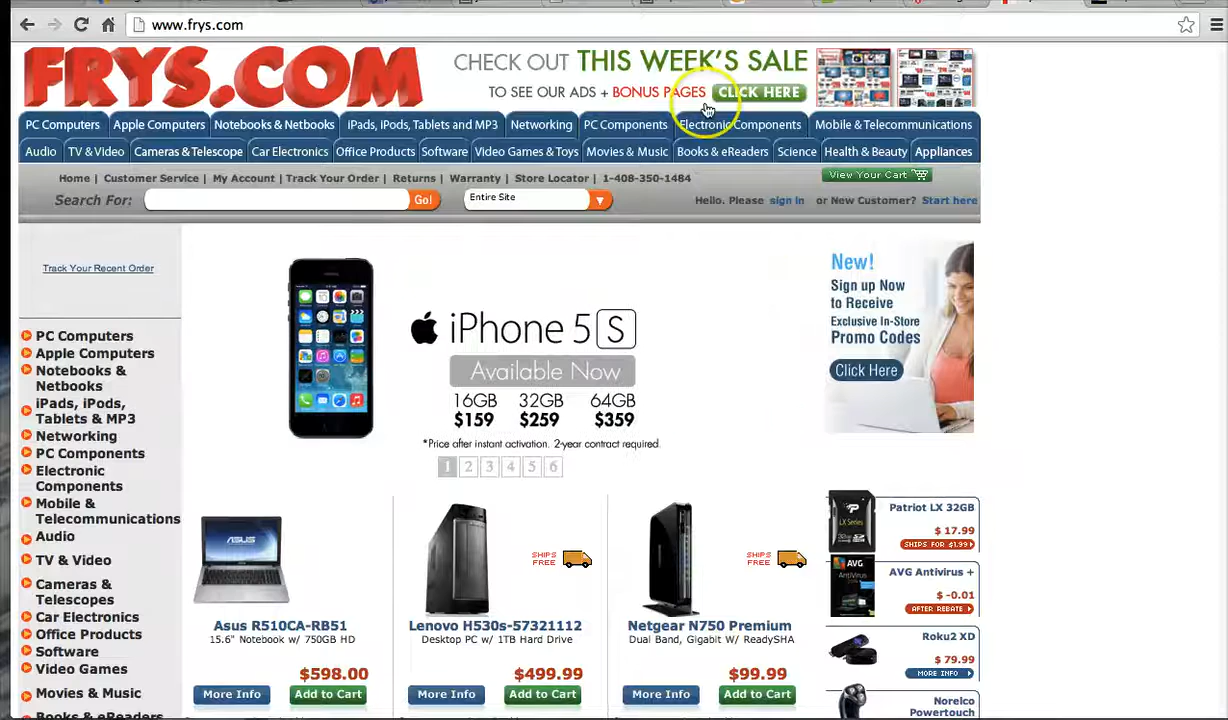 www.frys.com
FRYS.COM
CHECK OUT THIS WEEK'S SALE
TO SEE OUR ADS + BONUS PAGES CLICK HERE
PC Computers Apple Computers Notebooks & Netbooks iPads, iPods, Tablets and MP3 Networking PC Components Electronic Components Mobile & Telecommunications
Audio TV & Video Cameras & Telescope Car Electronics Office Products Software Video Games & Toys Movies & Music Books & eReaders Science Health & Beauty Appliances
Home | Customer Service | My Account | Track Your Order | Returns | Warranty | Store Locator | 1-408-350-1484
View Your Cart
Search For: Go! Entire Site
Hello. Please sign in or New Customer? Start here
Track Your Recent Order
PC Computers
Apple Computers
Notebooks &
Netbooks
iPads, iPods,
Tablets & MP3
Networking
PC Components
Electronic
Components
Mobile &
Telecommunications
Audio
TV & Video
Cameras &
Telescopes
Car Electronics
Office Products
Software
Video Games
Movies & Music
Books & eReaders
iPhone 5 S
Available Now
16GB 32GB 64GB
$159 $259 $359
*Price after instant activation. 2-year contract required.
1 2 3 4 5 6
New!
Sign up Now
to Receive
Exclusive In-Store
Promo Codes
Click Here
ASUS
Asus R510CA-RB51
15.6" Notebook w/ 750GB HD
$598.00
More Info Add to Cart
SHIPS
FREE
Lenovo H530s-57321112
Desktop PC w/ 1TB Hard Drive
$499.99
More Info Add to Cart
SHIPS
FREE
Netgear N750 Premium
Dual Band, Gigabit W/ ReadySHA
$99.99
More Info Add to Cart
LX Series
32GB
Patriot LX 32GB
$ 17.99
SHIPS FOR $1.99
AVG
AVG Antivirus +
$ -0.01
AFTER REBATE
Roku2 XD
$ 79.99
MORE INFO
Norelco
Powertouch